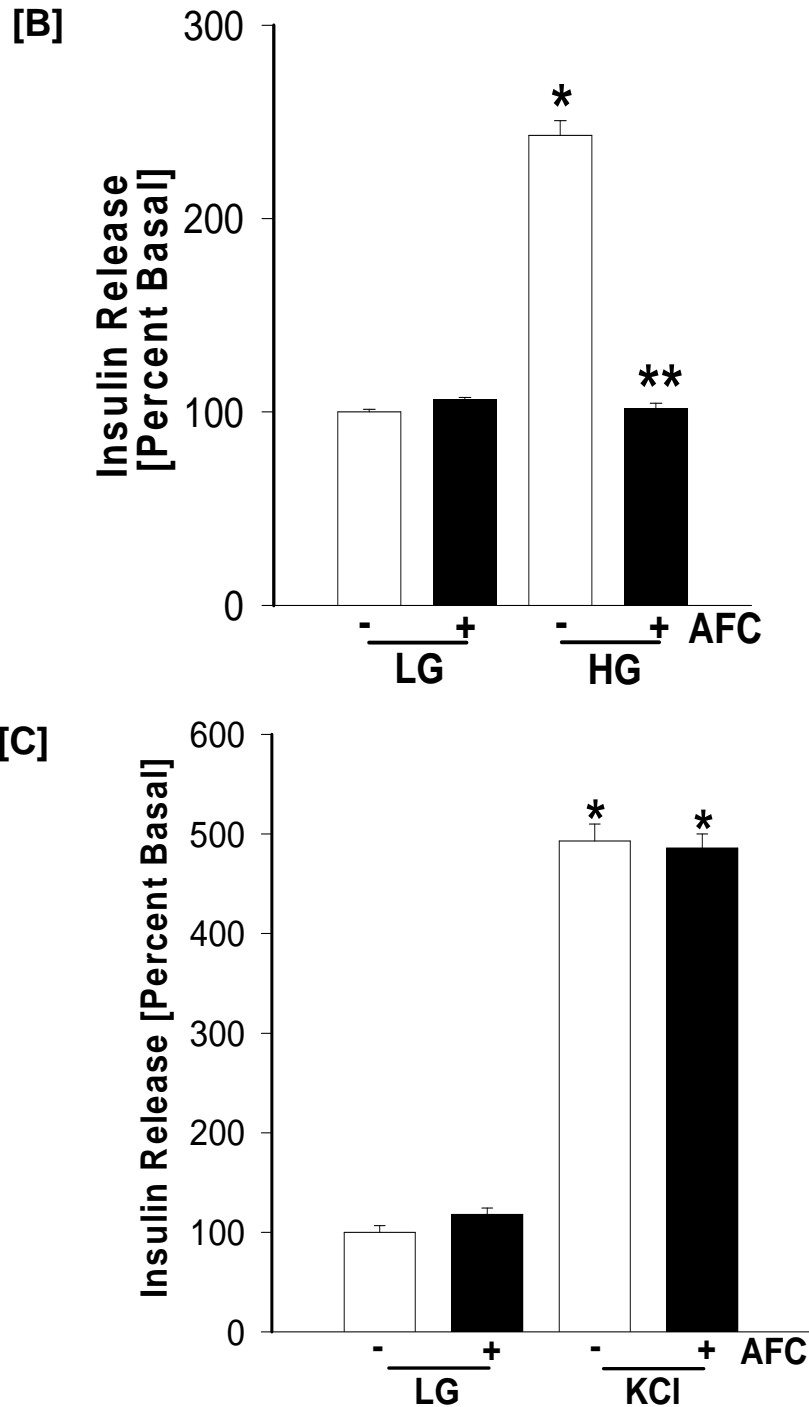 [B]
Insulin Release
[Percent Basal]
300
200
100
0
*
**
- + - + AFC
LG HG
[C]
Insulin Release [Percent Basal]
600
500
400
300
200
100
0
* *
- + - + AFC
LG KCl